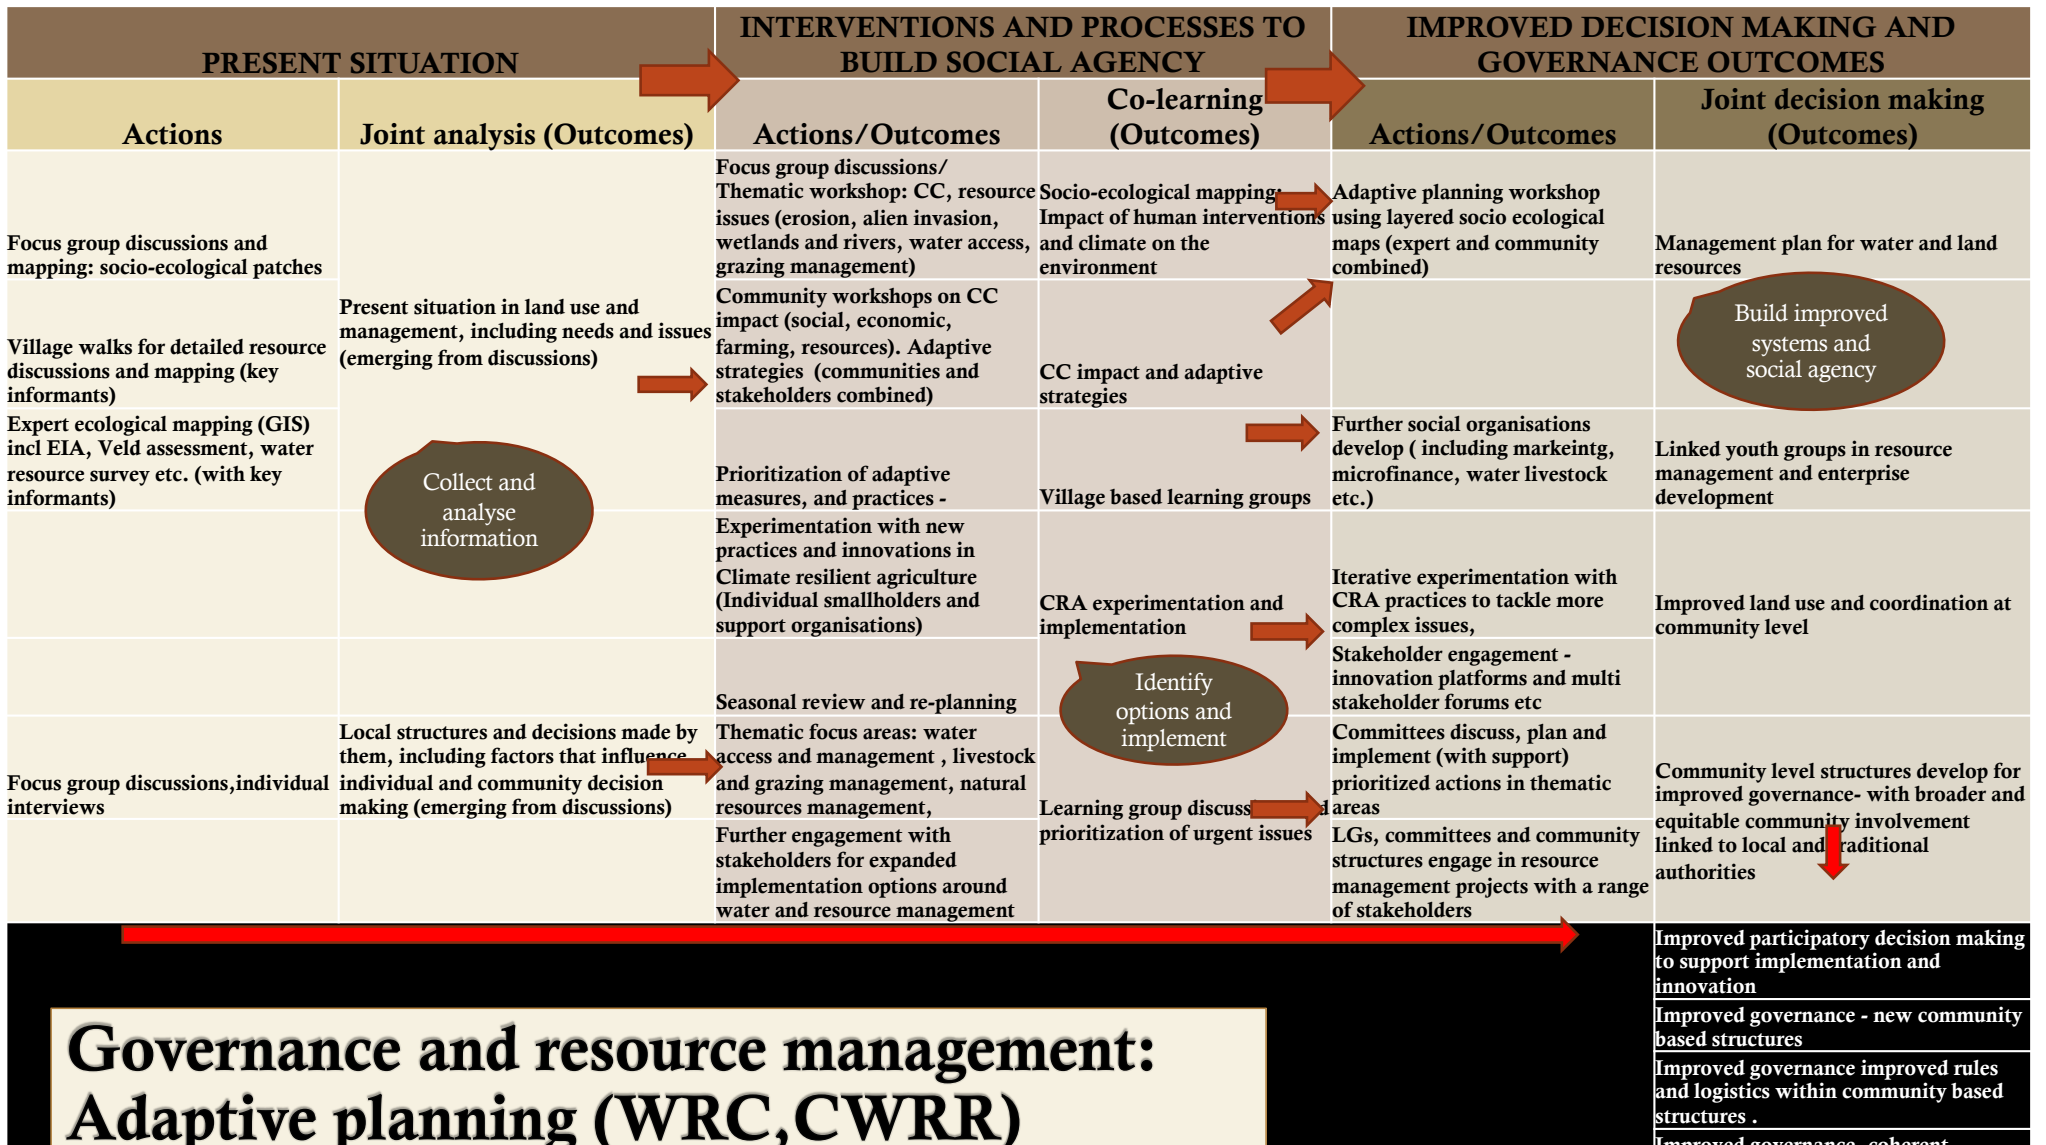 PRESENT SITUATION
INTERVENTIONS AND PROCESSES TO
BUILD SOCIAL AGENCY
IMPROVED DECISION MAKING AND
GOVERNANCE OUTCOMES
Actions
Joint analysis (Outcomes)
Actions/Outcomes
Co-learning
(Outcomes)
Actions/Outcomes
Joint decision making
(Outcomes)
Focus group discussions and
mapping: socio-ecological patches
Present situation in land use and
management, including needs and issues
(emerging from discussions)
Focus group discussions/
Thematic workshop: CC, resource
issues (erosion, alien invasion,
wetlands and rivers, water access,
grazing management)
Socio-ecological mapping:
Impact of human interventions
and climate on the
environment
Adaptive planning workshop
using layered socio ecological
maps (expert and community
combined)
Management plan for water and land
resources
Village walks for detailed resource
discussions and mapping (key
informants)
Community workshops on CC
impact (social, economic,
farming, resources). Adaptive
strategies (communities and
stakeholders combined)
CC impact and adaptive
strategies
Build improved
systems and
social agency
Expert ecological mapping (GIS)
incl EIA, Veld assessment, water
resource survey etc. (with key
informants)
Collect and
analyse
information
Prioritization of adaptive
measures, and practices -
Village based learning groups
Further social organisations
develop ( including markeintg,
microfinance, water livestock
etc.)
Linked youth groups in resource
management and enterprise
development
Experimentation with new
practices and innovations in
Climate resilient agriculture
(Individual smallholders and
support organisations)
CRA experimentation and
implementation
Iterative experimentation with
CRA practices to tackle more
complex issues,
Improved land use and coordination at
community level
Seasonal review and re-planning
Identify
options and
implement
Stakeholder engagement -
innovation platforms and multi
stakeholder forums etc
Focus group discussions,individual
interviews
Local structures and decisions made by
them, including factors that influence
individual and community decision
making (emerging from discussions)
Thematic focus areas: water
access and management , livestock
and grazing management, natural
resources management,
Learning group
prioritization of urgent issues
Committees discuss, plan and
implement (with support)
prioritized actions in thematic
areas
Community level structures develop for
improved governance- with broader and
equitable community involvement
linked to local and traditional
authorities
Further engagement with
stakeholders for expanded
implementation options around
water and resource management
LGs, committees and community
structures engage in resource
management projects with a range
of stakeholders
Improved participatory decision making
to support implementation and
innovation
Improved governance - new community
based structures
Improved governance improved rules
and logistics within community based
structures .
Improved governance- coherent
Governance and resource management:
Adaptive planning (WRC,CWRR)